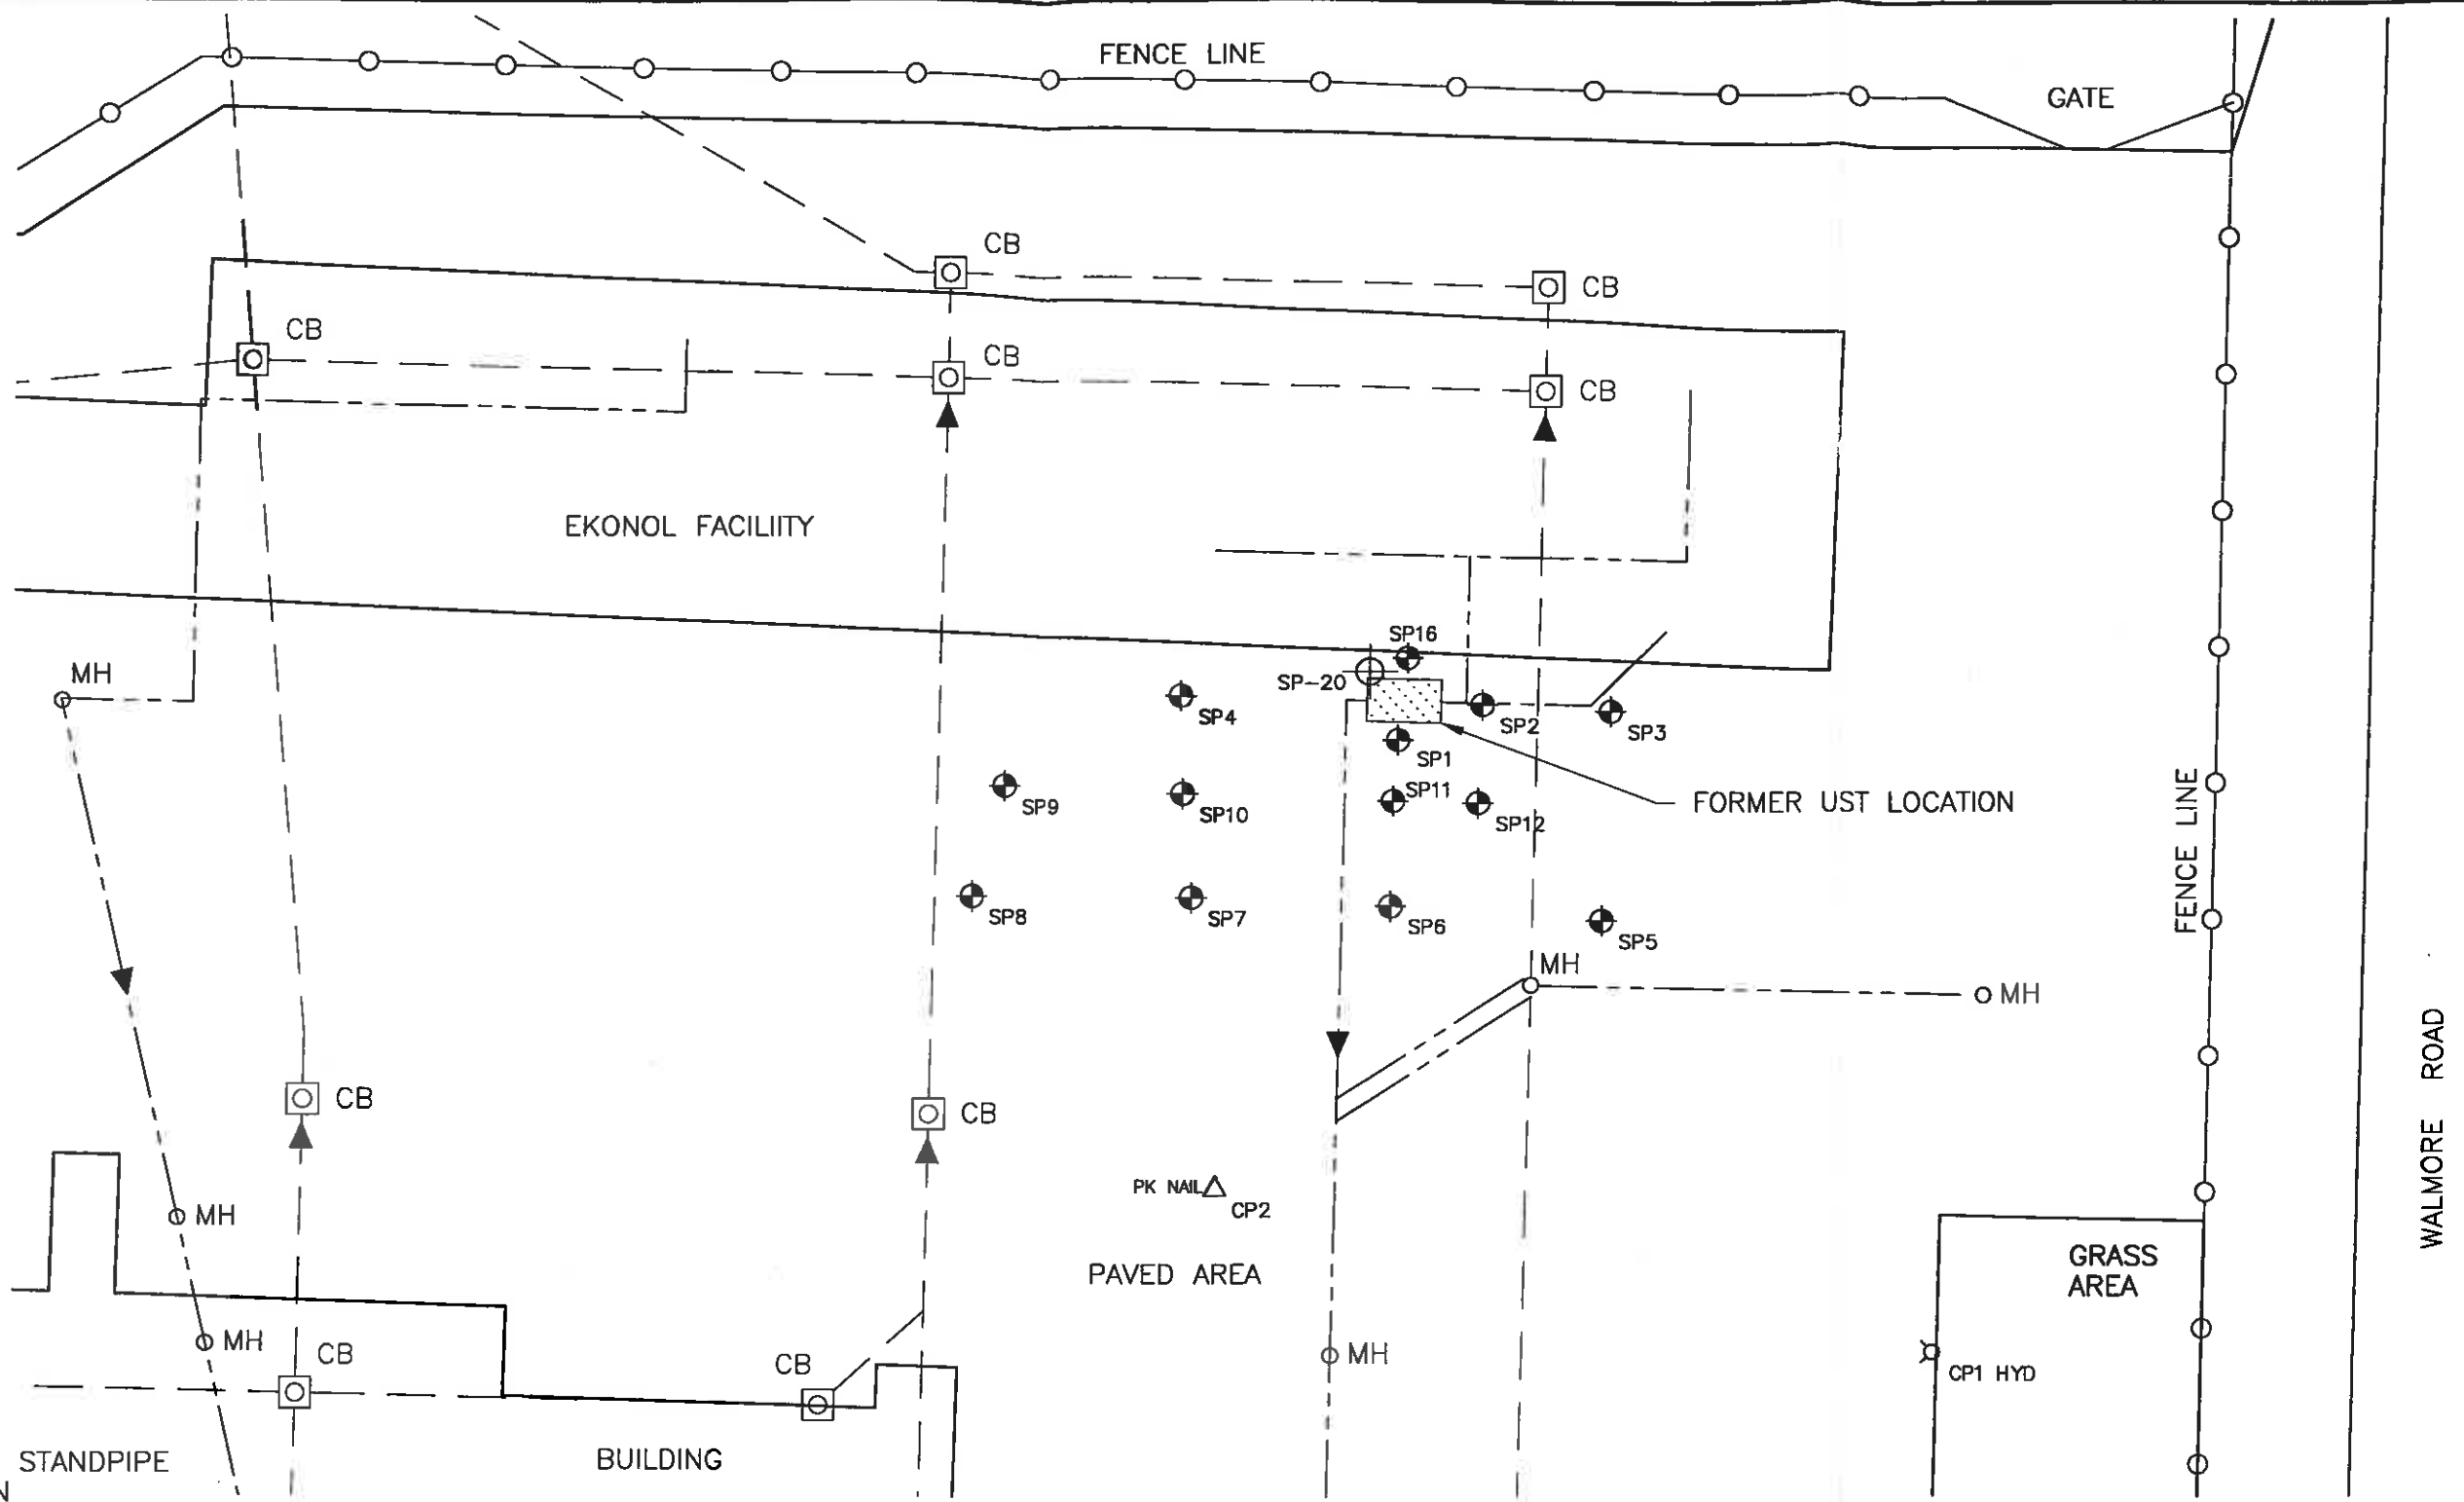 FENCE LINE
GATE
CB
CB
CB
CB
CB
EKONOL FACILIITY
SP16
MH
SP-20
SP4
SP2
SP3
SP1
SP9
SP10
SP11
SP12
FORMER UST LOCATION
FENCE LINE
SP8
SP7
SP6
SP5
MH
MH
WALMORE ROAD
CB
CB
PK NAIL
CP2
MH
PAVED AREA
GRASS
AREA
MH
CB
CB
MH
CP1 HYD
STANDPIPE
BUILDING
N